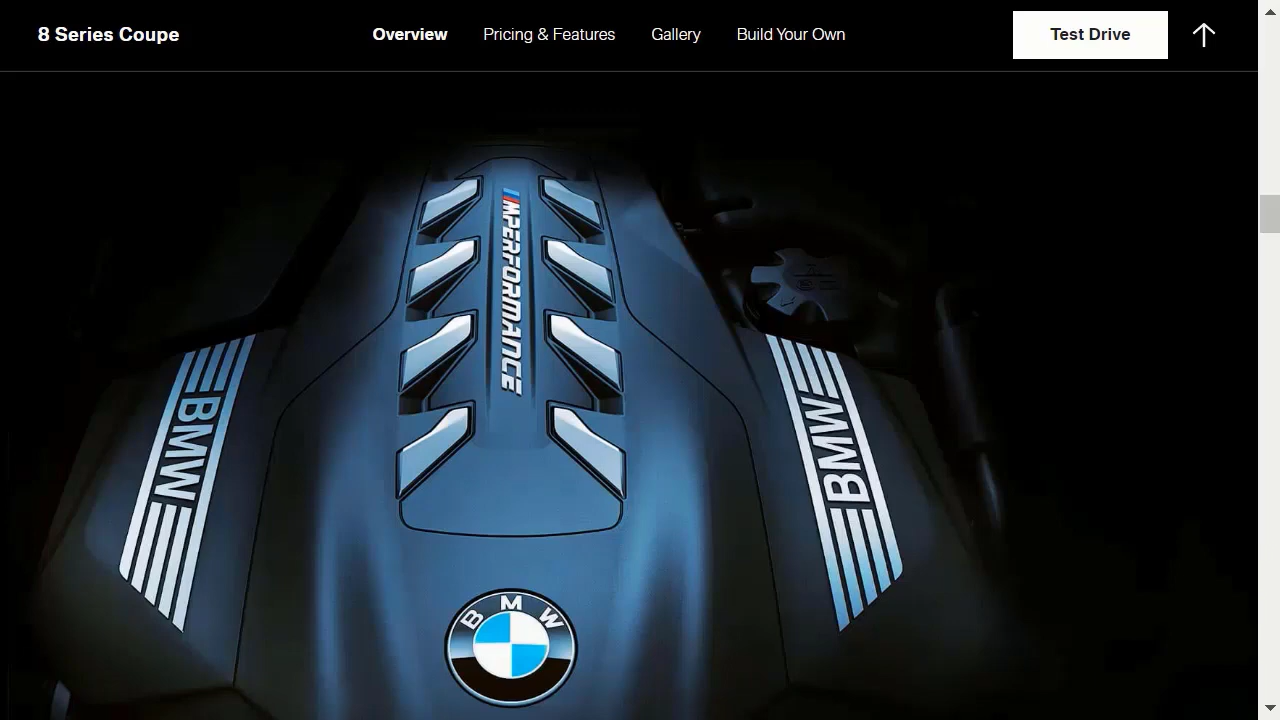 8 Series Coupe
Overview
Pricing & Features
Gallery
Build Your Own
Test Drive
M PERFORMANCE
BMW
BMW
BMW